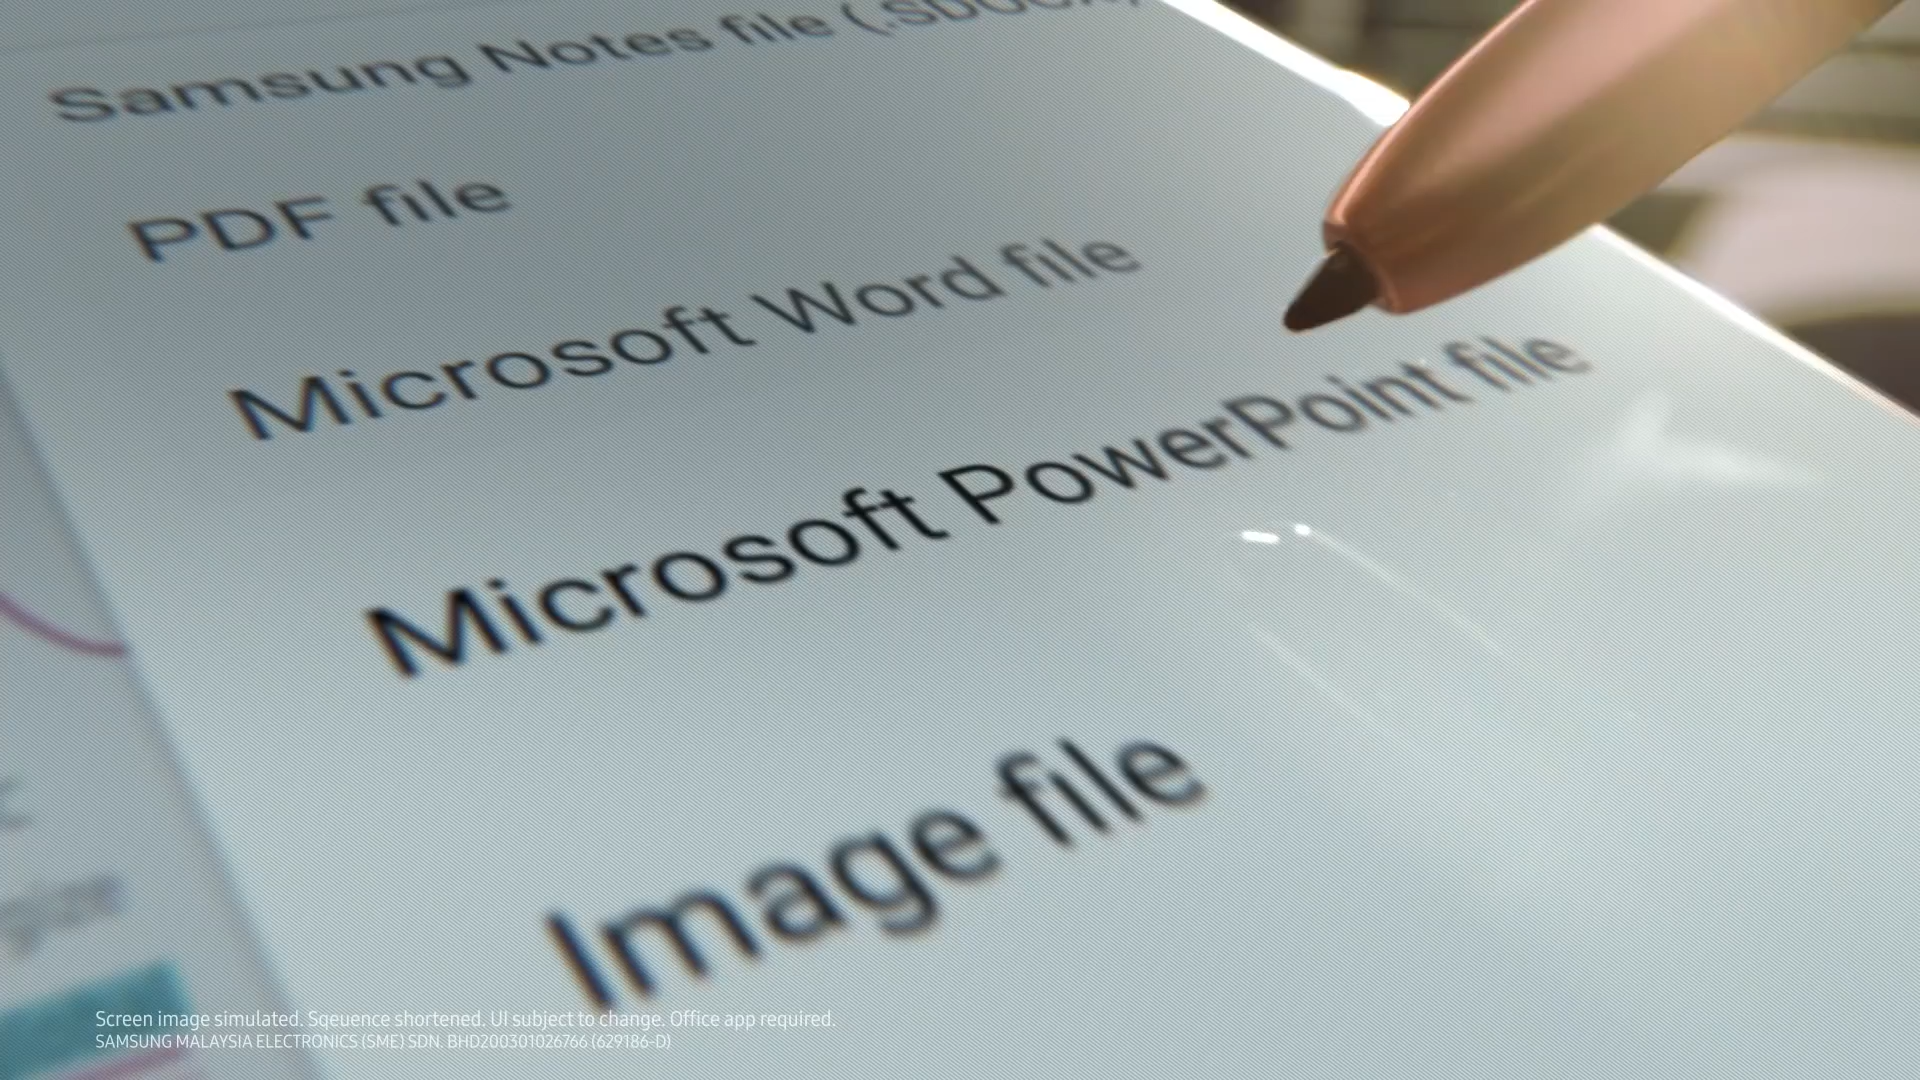 Samsung Notes file (.SDOCX)
PDF file
Microsoft Word file
Microsoft PowerPoint file
Image file
Screen image simulated. Sqeuence shortened. UI subject to change. Office app required.
SAMSUNG MALAYSIA ELECTRONICS (SME) SDN. BHD200301026766 (629186-D)